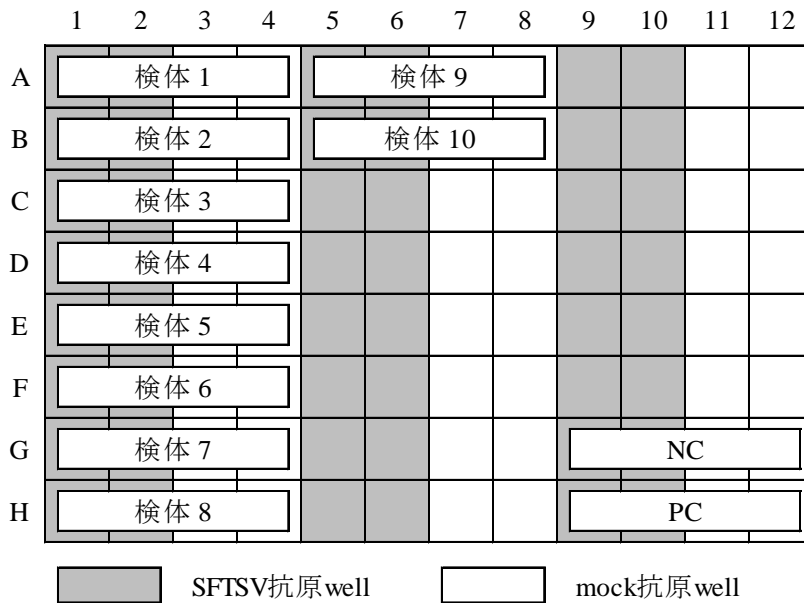 1 2 3 4 5 6 7 8 9 10 11 12
A 検体 1 検体 9
B 検体 2 検体 10
C 検体 3
D 検体 4
E 検体 5
F 検体 6
G 検体 7 NC
H 検体 8 PC
SFTSV抗原well mock抗原well